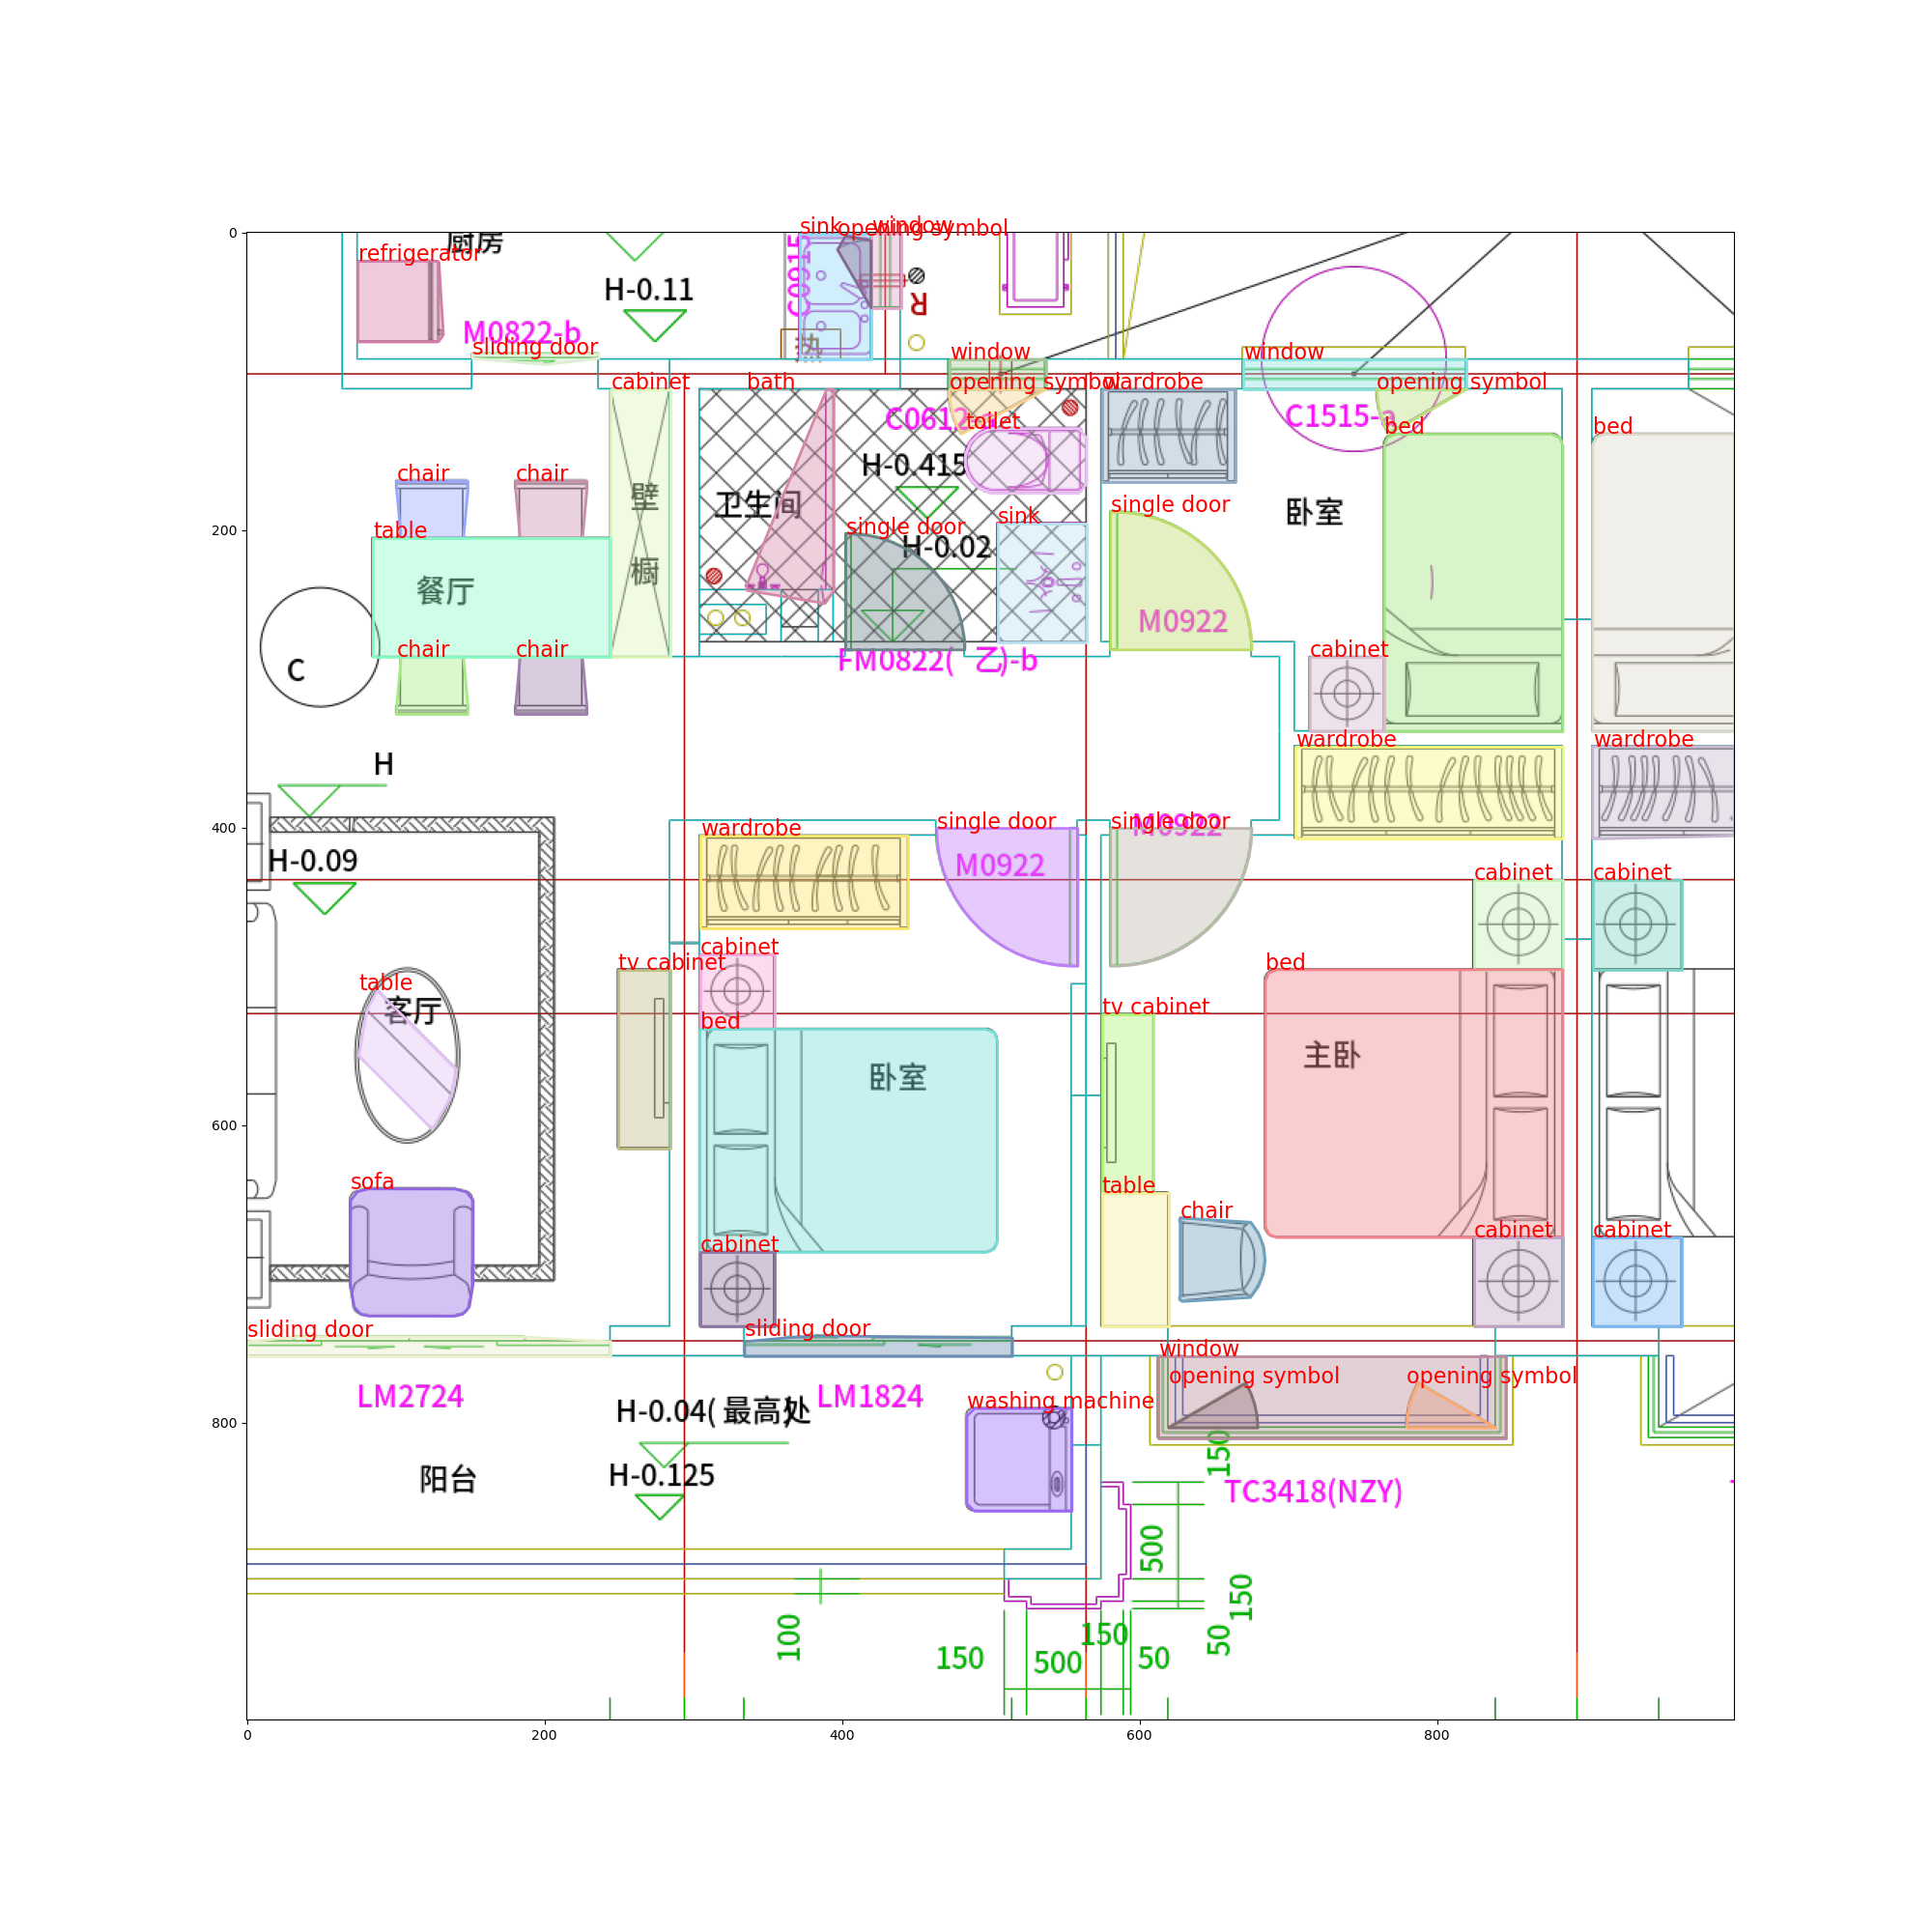 0
sink
opening symbol
window
厨房
refrigerator
C0915
H-0.11
R
M0822-b
sliding door
热
window
window
cabinet
bath
opening symbol
wardrobe
opening symbol
C0612
C1515-a
toilet
bed
bed
chair
chair
H-0.415
壁
卫生间
single door
卧室
sink
200
table
single door
H-0.02
橱
餐厅
M0922
chair
chair
cabinet
C
FM0822( 乙)-b
wardrobe
wardrobe
H
400
wardrobe
single door
single door
M0922
H-0.09
M0922
cabinet
cabinet
cabinet
tv cabinet
bed
table
客厅
tv cabinet
bed
主卧
卧室
600
sofa
table
chair
cabinet
cabinet
cabinet
sliding door
sliding door
window
opening symbol
opening symbol
LM2724
LM1824
washing machine
H-0.04( 最高处)
800
150
H-0.125
阳台
TC3418(NZY)
500
150
100
150
50
150
500
50
0
200
400
600
800